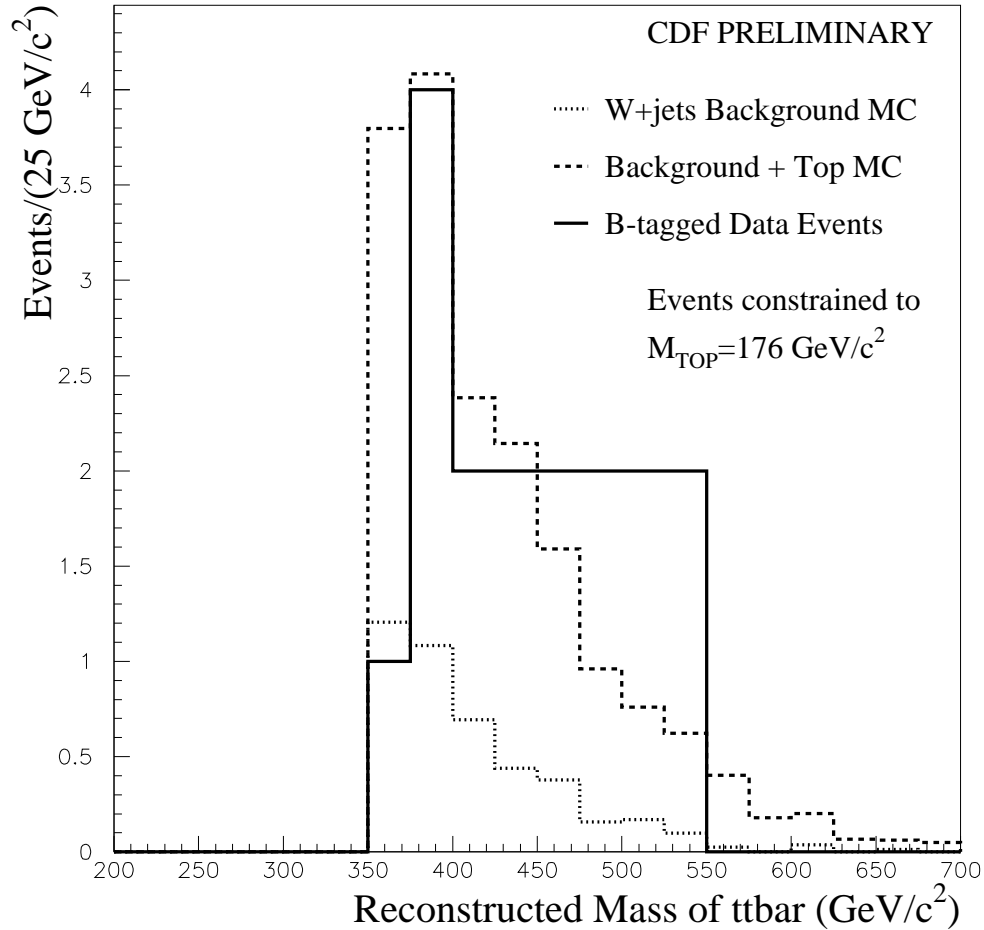 CDF PRELIMINARY
W+jets Background MC
Background + Top MC
B-tagged Data Events
Events constrained to
M_TOP=176 GeV/c²
Events/(25 GeV/c²)
4
3.5
3
2.5
2
1.5
1
0.5
0
200 250 300 350 400 450 500 550 600 650 700
Reconstructed Mass of ttbar (GeV/c²)